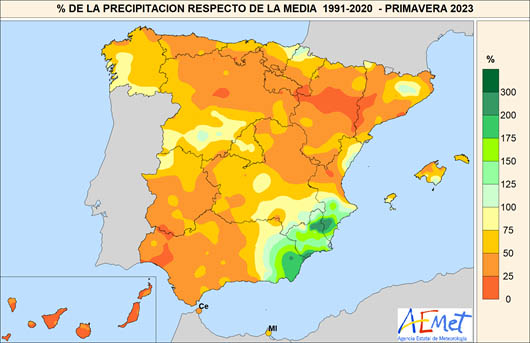 % DE LA PRECIPITACION RESPECTO DE LA MEDIA 1991-2020 - PRIMAVERA 2023
%
300
200
175
150
125
100
75
50
25
0
Ce
Ml
AEMet
Agencia Estatal de Meteorología